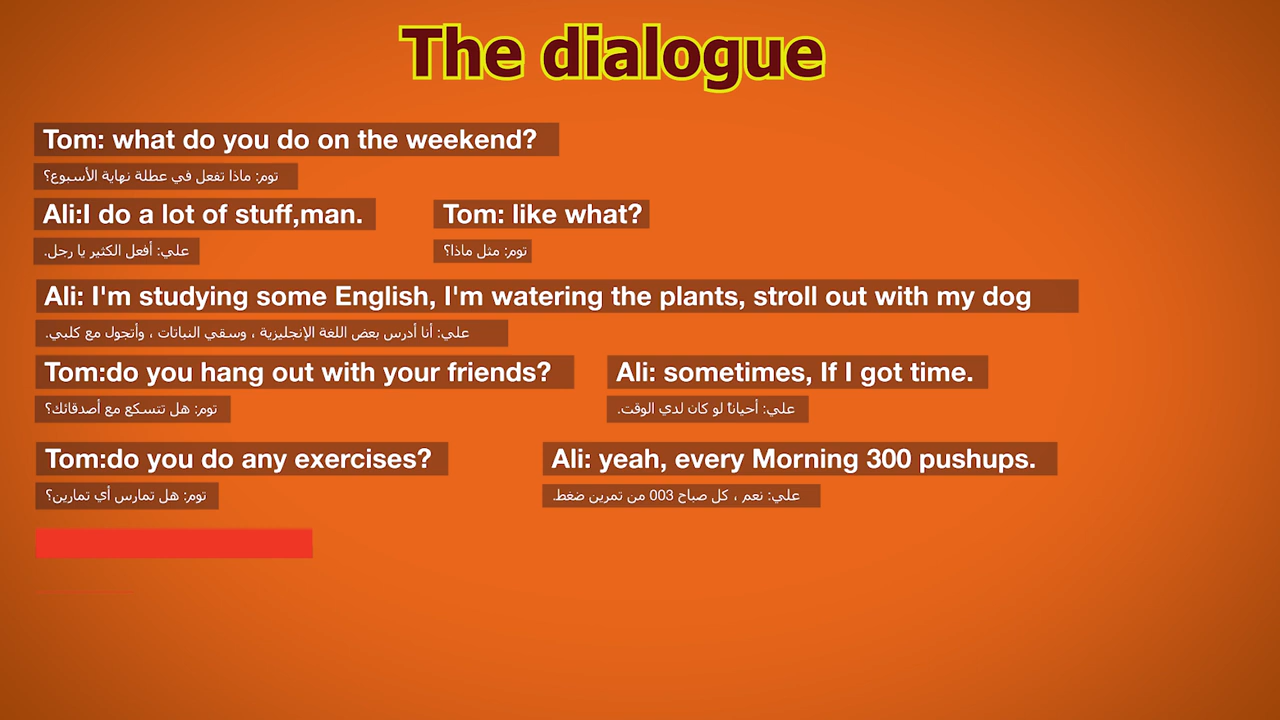 The dialogue
Tom: what do you do on the weekend?
توم: ماذا تفعل في عطلة نهاية الأسبوع؟
Ali:I do a lot of stuff,man.
Tom: like what?
علي: أفعل الكثير يا رجل.
توم: مثل ماذا؟
Ali: I'm studying some English, I'm watering the plants, stroll out with my dog
علي: أنا أدرس بعض اللغة الإنجليزية ، وسقي النباتات ، وأتجول مع كلبي.
Tom:do you hang out with your friends?
Ali: sometimes, If I got time.
توم: هل تتسكع مع أصدقائك؟
علي: أحياناً لو كان لدي الوقت.
Tom:do you do any exercises?
Ali: yeah, every Morning 300 pushups.
توم: هل تمارس أي تمارين؟
علي: نعم ، كل صباح 003 من تمرين ضغط.